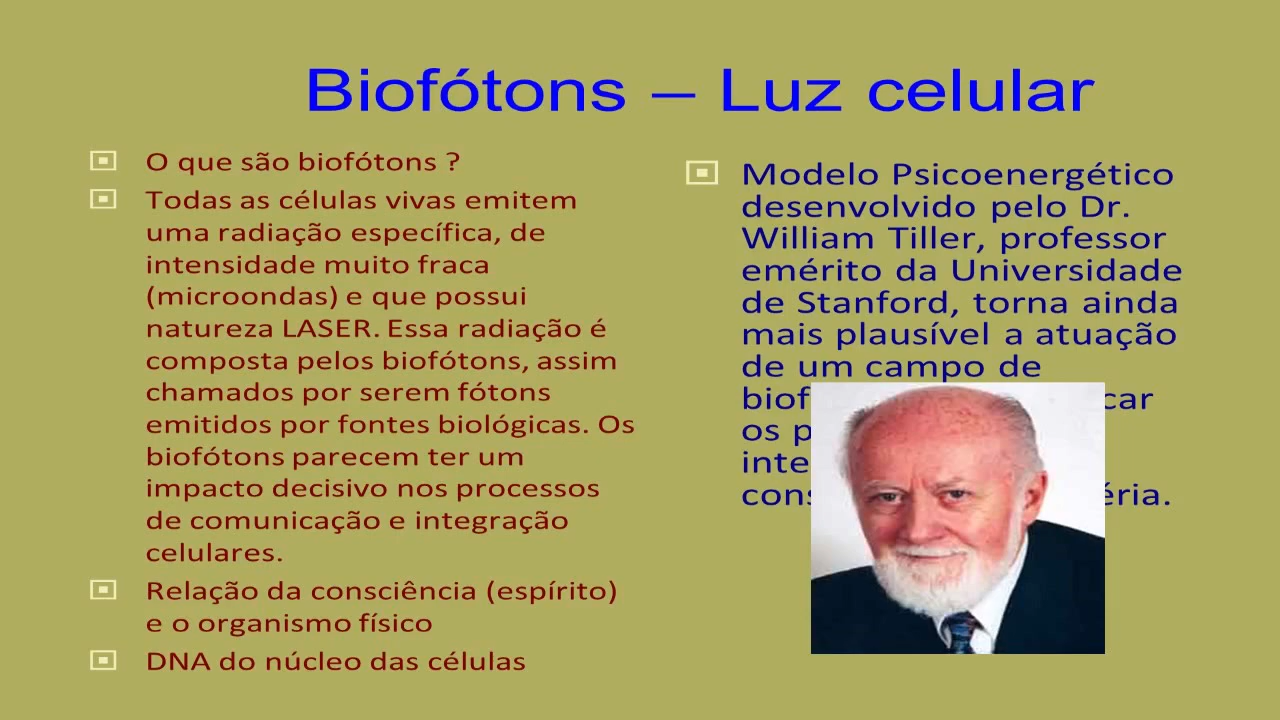 Biofótons – Luz celular
O que são biofótons ?
Todas as células vivas emitem
uma radiação específica, de
intensidade muito fraca
(microondas) e que possui
natureza LASER. Essa radiação é
composta pelos biofótons, assim
chamados por serem fótons
emitidos por fontes biológicas. Os
biofótons parecem ter um
impacto decisivo nos processos
de comunicação e integração
celulares.
Relação da consciência (espírito)
e o organismo físico
DNA do núcleo das células
Modelo Psicoenergético
desenvolvido pelo Dr.
William Tiller, professor
emérito da Universidade
de Stanford, torna ainda
mais plausível a atuação
de um campo de
os